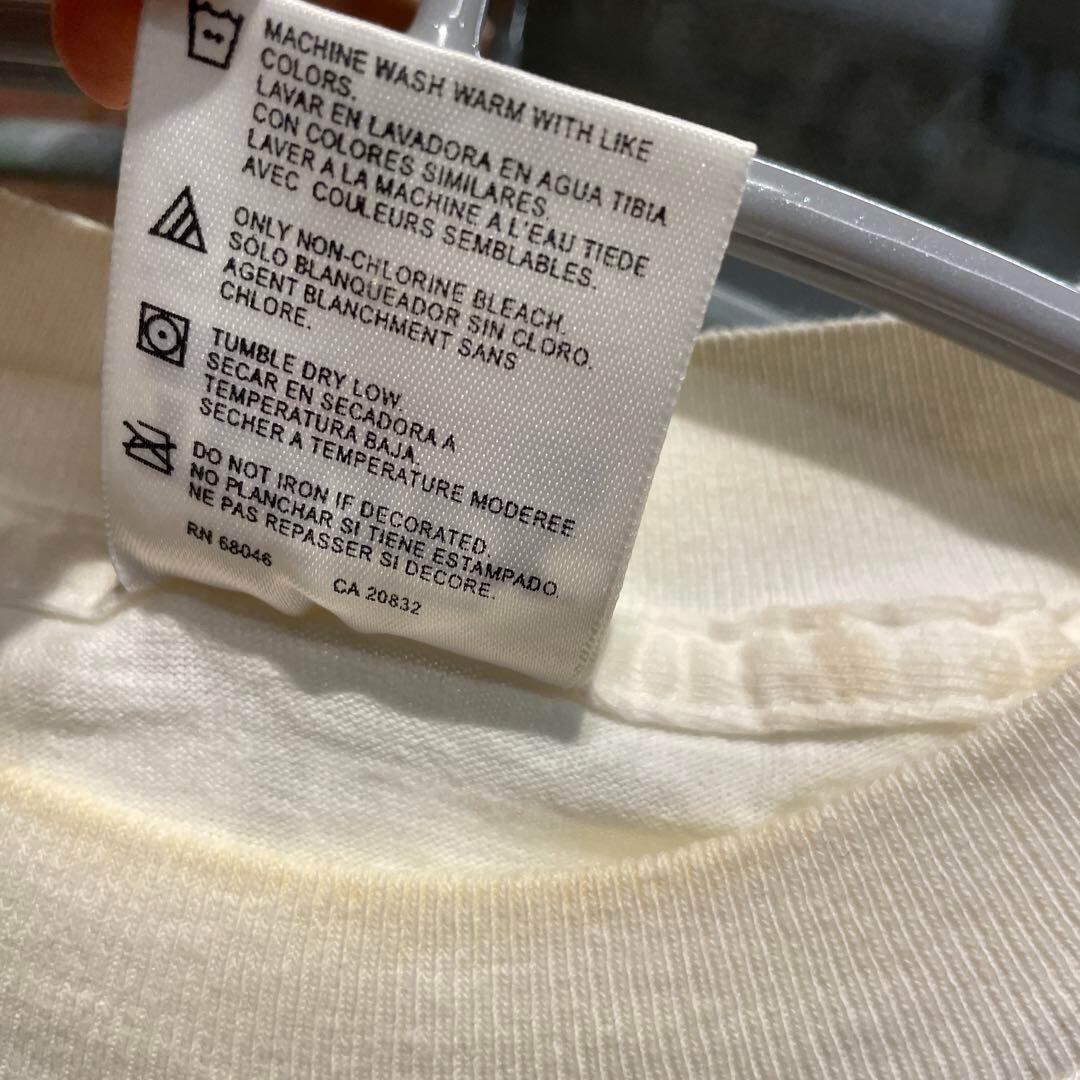 MACHINE WASH WARM WITH LIKE
COLORS.
LAVAR EN LAVADORA EN AGUA TIBIA
CON COLORES SIMILARES.
LAVER A LA MACHINE A L'EAU TIEDE
AVEC COULEURS SEMBLABLES.
ONLY NON-CHLORINE BLEACH.
SÓLO BLANQUEADOR SIN CLORO.
AGENT BLANCHMENT SANS
CHLORE.
TUMBLE DRY LOW.
SECAR EN SECADORA A
TEMPERATURA BAJA.
SECHER A TEMPERATURE MODEREE
DO NOT IRON IF DECORATED.
NO PLANCHAR SI TIENE ESTAMPADO.
NE PAS REPASSER SI DECORE.
RN 68046 CA 20832